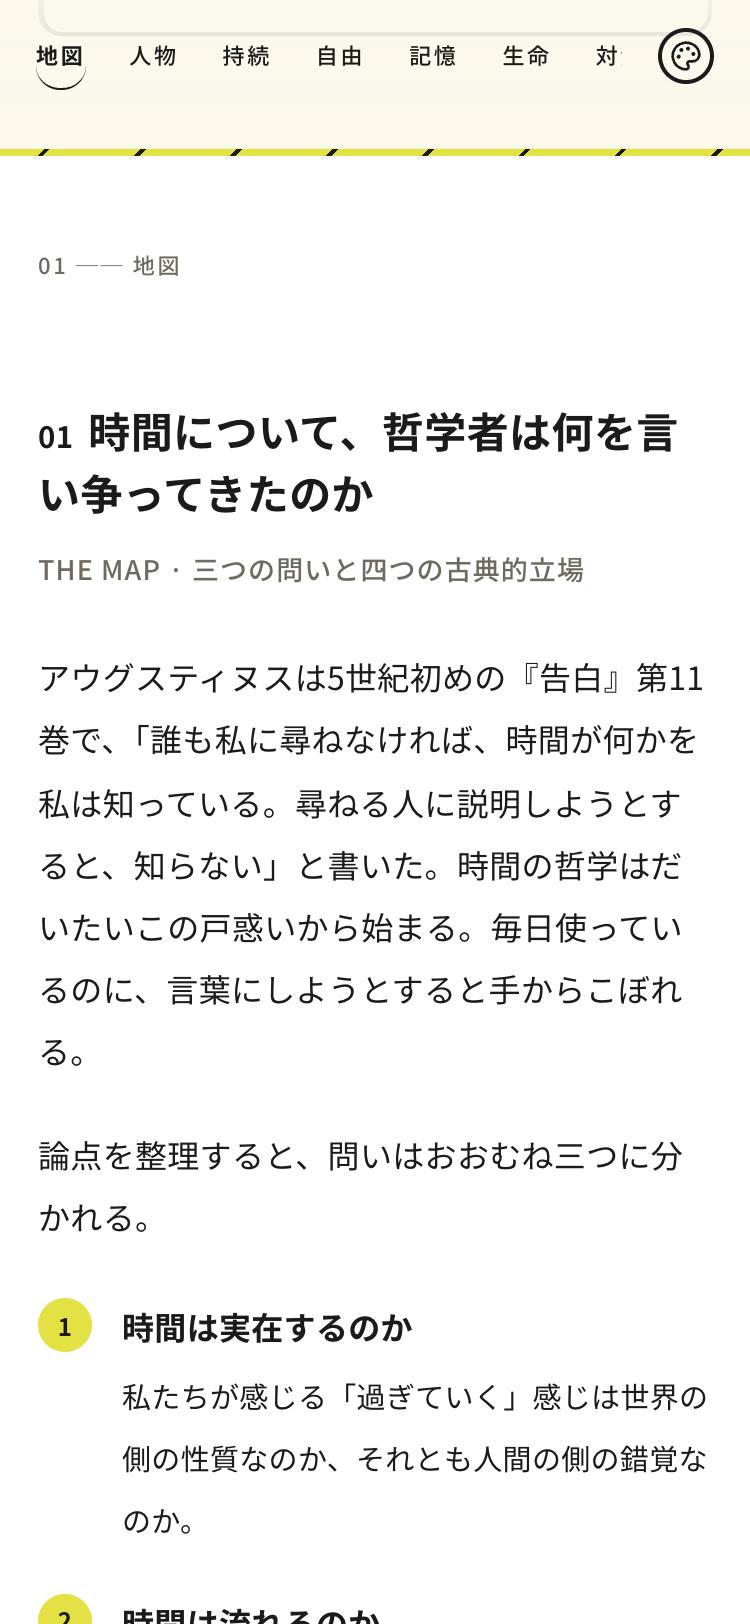 地図 人物 持続 自由 記憶 生命 対
01 —— 地図
01 時間について、哲学者は何を言
い争ってきたのか
THE MAP · 三つの問いと四つの古典的立場
アウグスティヌスは5世紀初めの『告白』第11
巻で、「誰も私に尋ねなければ、時間が何かを
私は知っている。尋ねる人に説明しようとす
ると、知らない」と書いた。時間の哲学はだ
いたいこの戸惑いから始まる。毎日使ってい
るのに、言葉にしようとすると手からこぼれ
る。
論点を整理すると、問いはおおむね三つに分
かれる。
1 時間は実在するのか
私たちが感じる「過ぎていく」感じは世界の
側の性質なのか、それとも人間の側の錯覚な
のか。
2 時間は流れるのか